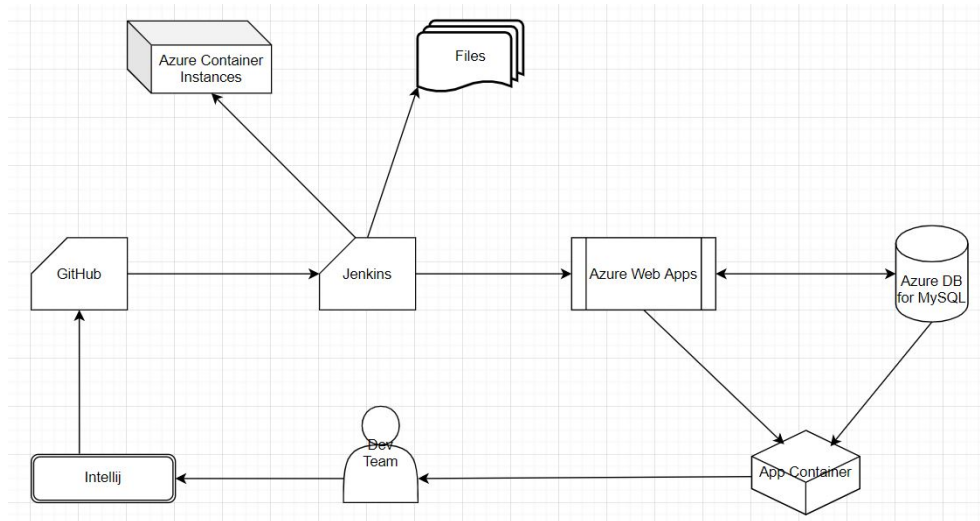 Azure Container
Instances
Files
GitHub
Jenkins
Azure Web Apps
Azure DB
for MySQL
Intellij
Dev
Team
App Container